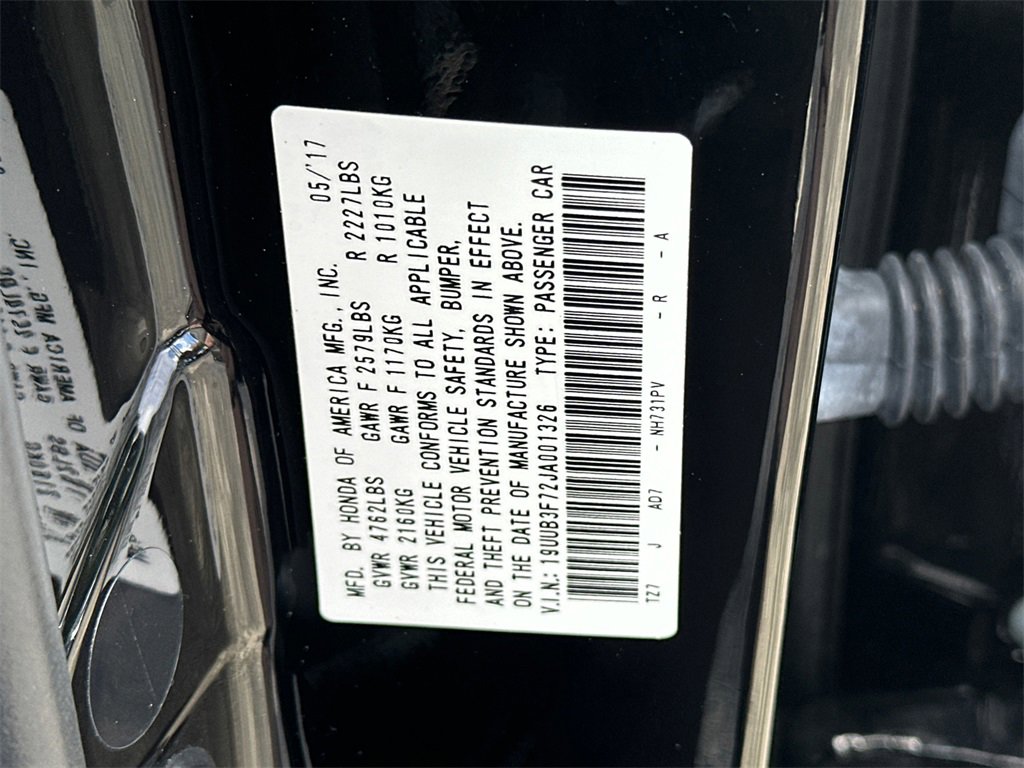 MFD. BY HONDA OF AMERICA MFG., INC. 05/'17
GVWR 4762LBS GAWR F 2579LBS R 2227LBS
GVWR 2160KG GAWR F 1170KG R 1010KG
THIS VEHICLE CONFORMS TO ALL APPLICABLE
FEDERAL MOTOR VEHICLE SAFETY, BUMPER,
AND THEFT PREVENTION STANDARDS IN EFFECT
ON THE DATE OF MANUFACTURE SHOWN ABOVE.
V.I.N.: 19UUB3F72JA001326 TYPE: PASSENGER CAR
TZ7 J AD7 - NH731PV - R - A